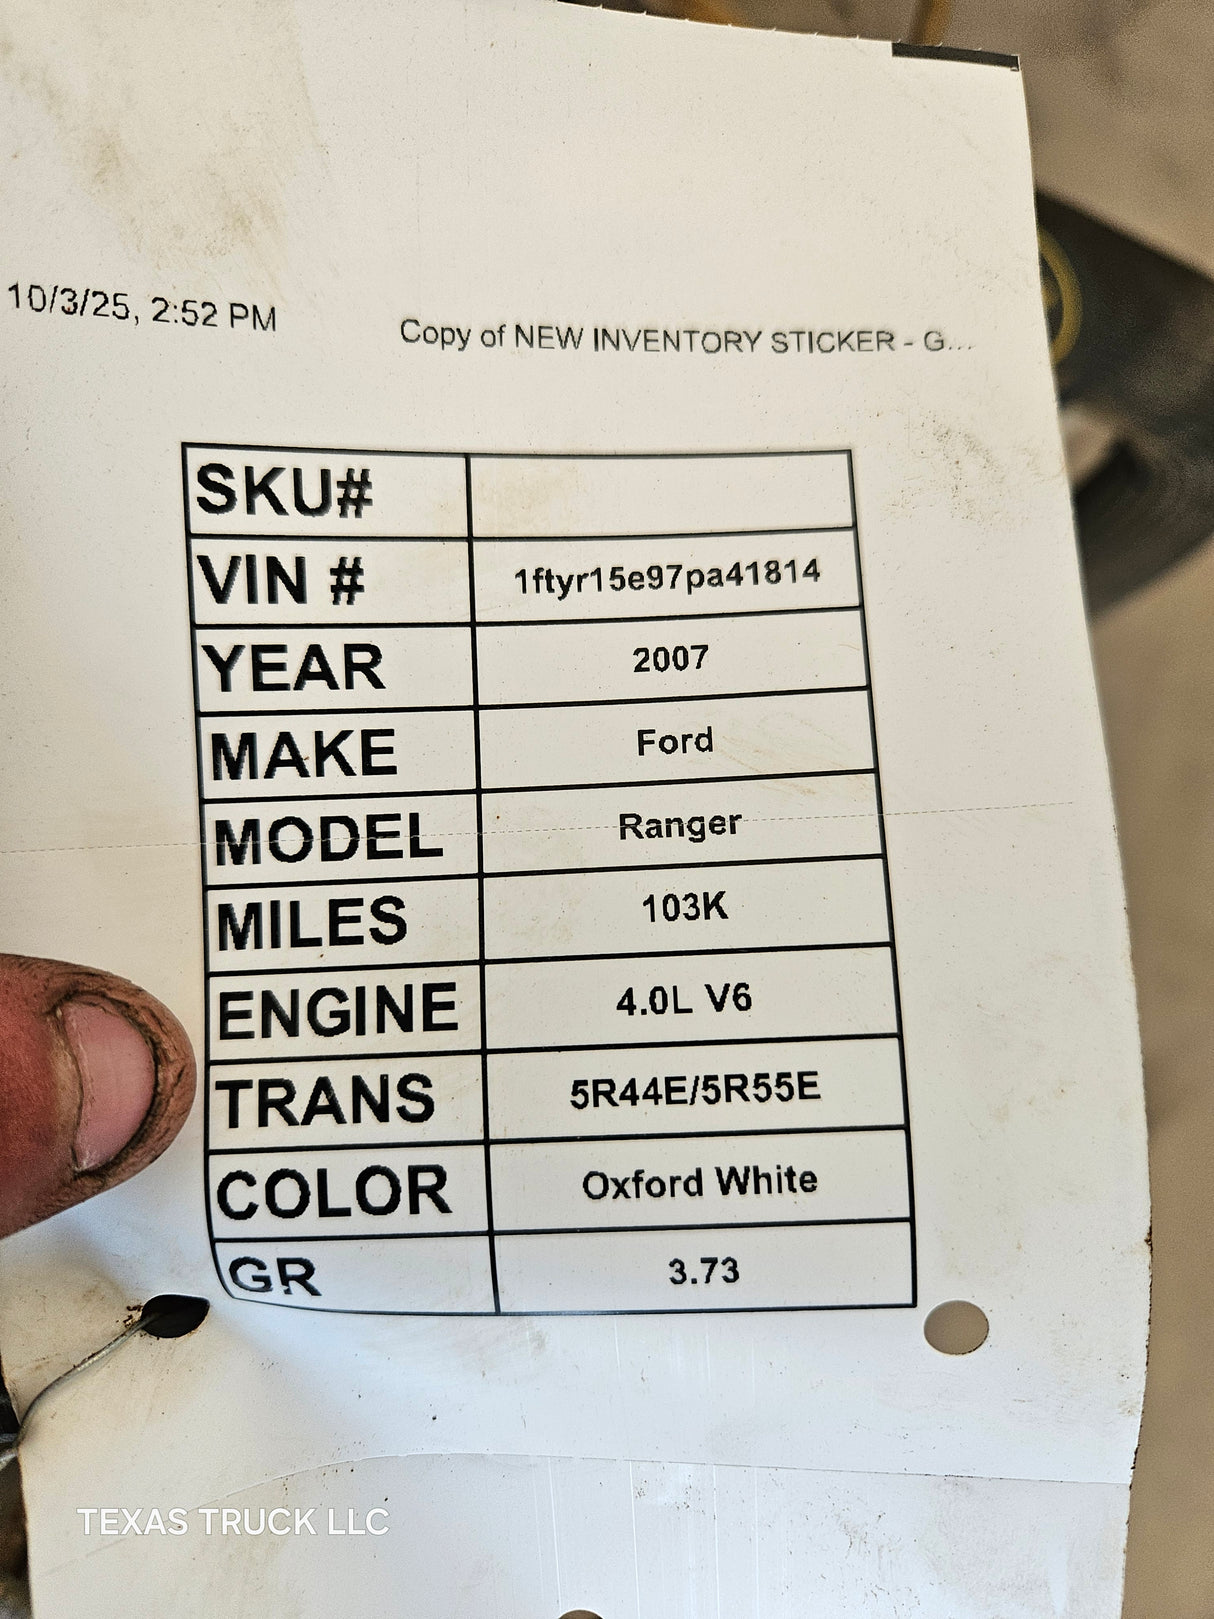 10/3/25, 2:52 PM
Copy of NEW INVENTORY STICKER - G...
SKU#
VIN # 1ftyr15e97pa41814
YEAR 2007
MAKE Ford
MODEL Ranger
MILES 103K
ENGINE 4.0L V6
TRANS 5R44E/5R55E
COLOR Oxford White
GR 3.73
TEXAS TRUCK LLC